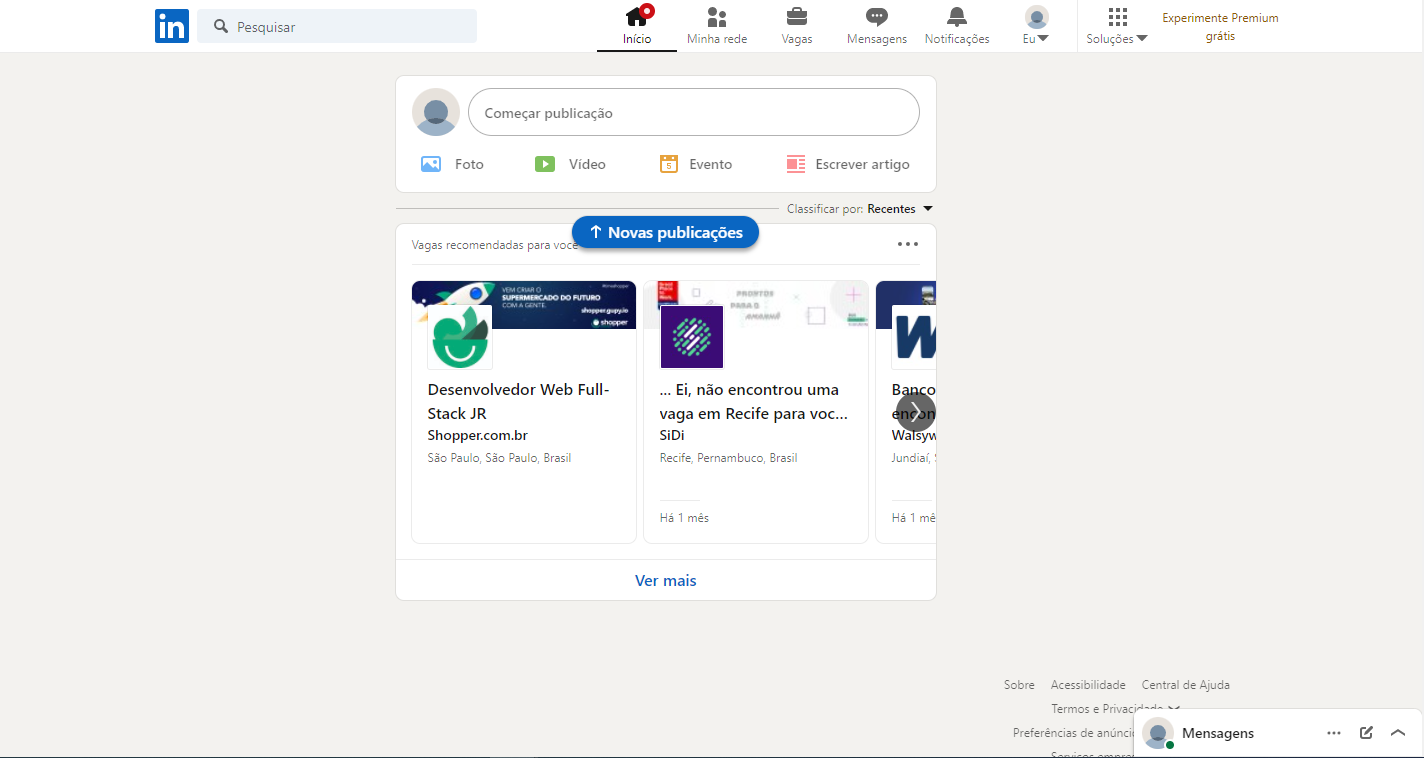 in
Pesquisar
Início
Minha rede
Vagas
Mensagens
Notificações
Eu
Soluções
Experimente Premium
grátis
Começar publicação
Foto
Vídeo
5
Evento
Escrever artigo
Classificar por: Recentes
Novas publicações
Vagas recomendadas para você
VEM CRIAR O
SUPERMERCADO DO FUTURO
COM A GENTE.
shopper.gupy.io
shopper
Desenvolvedor Web Full-
Stack JR
Shopper.com.br
São Paulo, São Paulo, Brasil
PRONTOS
PARA O
AMANHÃ
... Ei, não encontrou uma
vaga em Recife para voc...
SiDi
Recife, Pernambuco, Brasil
Há 1 mês
W
Banco
encon
Walsyw
Jundiaí,
Há 1 mê
Ver mais
Sobre
Acessibilidade
Central de Ajuda
Termos e Privacidade
Preferências de anúnci
Serviços empre
Mensagens